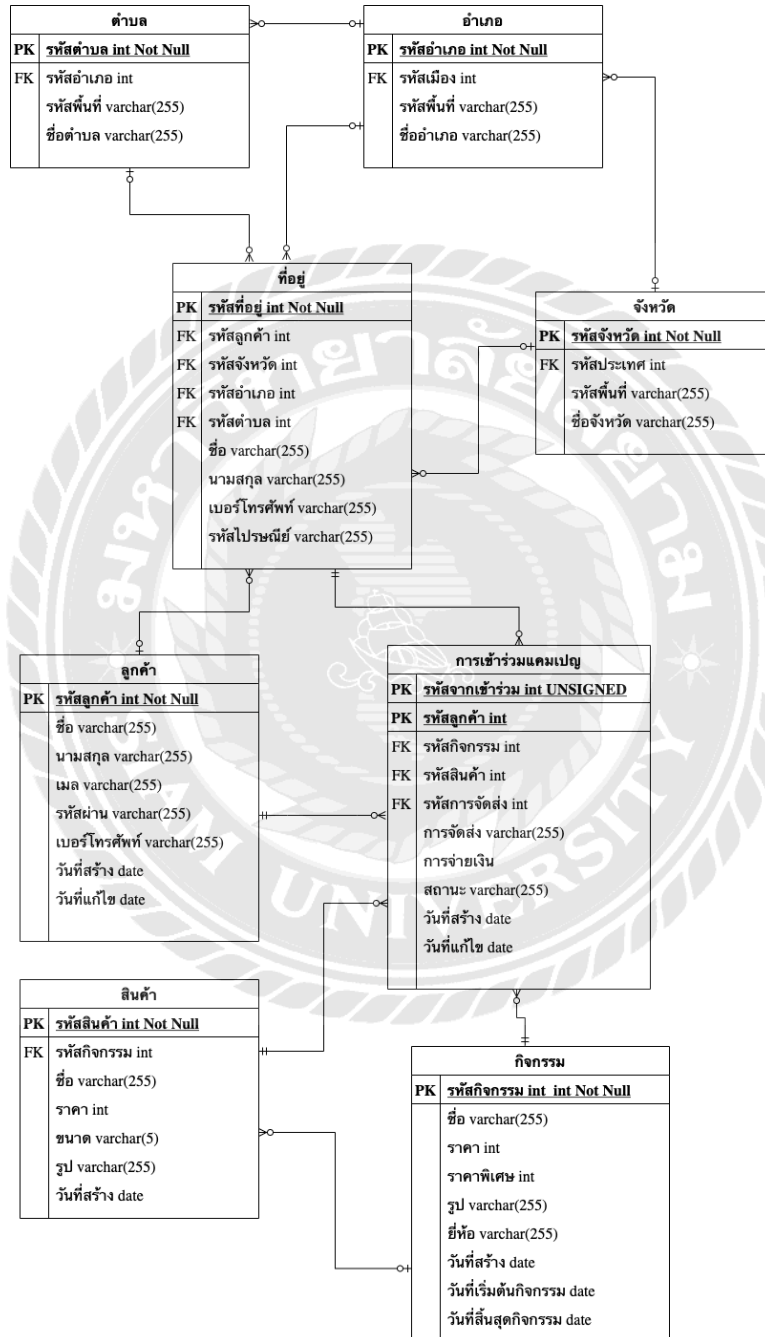 ตำบล
PK รหัสตำบล int Not Null
FK รหัสอำเภอ int
รหัสพื้นที่ varchar(255)
ชื่อตำบล varchar(255)
อำเภอ
PK รหัสอำเภอ int Not Null
FK รหัสเมือง int
รหัสพื้นที่ varchar(255)
ชื่ออำเภอ varchar(255)
ที่อยู่
PK รหัสที่อยู่ int Not Null
FK รหัสลูกค้า int
FK รหัสจังหวัด int
FK รหัสอำเภอ int
FK รหัสตำบล int
ชื่อ varchar(255)
นามสกุล varchar(255)
เบอร์โทรศัพท์ varchar(255)
รหัสไปรษณีย์ varchar(255)
จังหวัด
PK รหัสจังหวัด int Not Null
FK รหัสประเทศ int
รหัสพื้นที่ varchar(255)
ชื่อจังหวัด varchar(255)
ลูกค้า
PK รหัสลูกค้า int Not Null
ชื่อ varchar(255)
นามสกุล varchar(255)
เมล varchar(255)
รหัสผ่าน varchar(255)
เบอร์โทรศัพท์ varchar(255)
วันที่สร้าง date
วันที่แก้ไข date
การเข้าร่วมแคมเปญ
PK รหัสจากเข้าร่วม int UNSIGNED
PK รหัสลูกค้า int
FK รหัสกิจกรรม int
FK รหัสสินค้า int
FK รหัสการจัดส่ง int
การจัดส่ง varchar(255)
การจ่ายเงิน
สถานะ varchar(255)
วันที่สร้าง date
วันที่แก้ไข date
สินค้า
PK รหัสสินค้า int Not Null
FK รหัสกิจกรรม int
ชื่อ varchar(255)
ราคา int
ขนาด varchar(5)
รูป varchar(255)
วันที่สร้าง date
กิจกรรม
PK รหัสกิจกรรม int int Not Null
ชื่อ varchar(255)
ราคา int
ราคาพิเศษ int
รูป varchar(255)
ยี่ห้อ varchar(255)
วันที่สร้าง date
วันที่เริ่มต้นกิจกรรม date
วันที่สิ้นสุดกิจกรรม date
มหาวิทยาลัยสยาม
SIAM UNIVERSITY